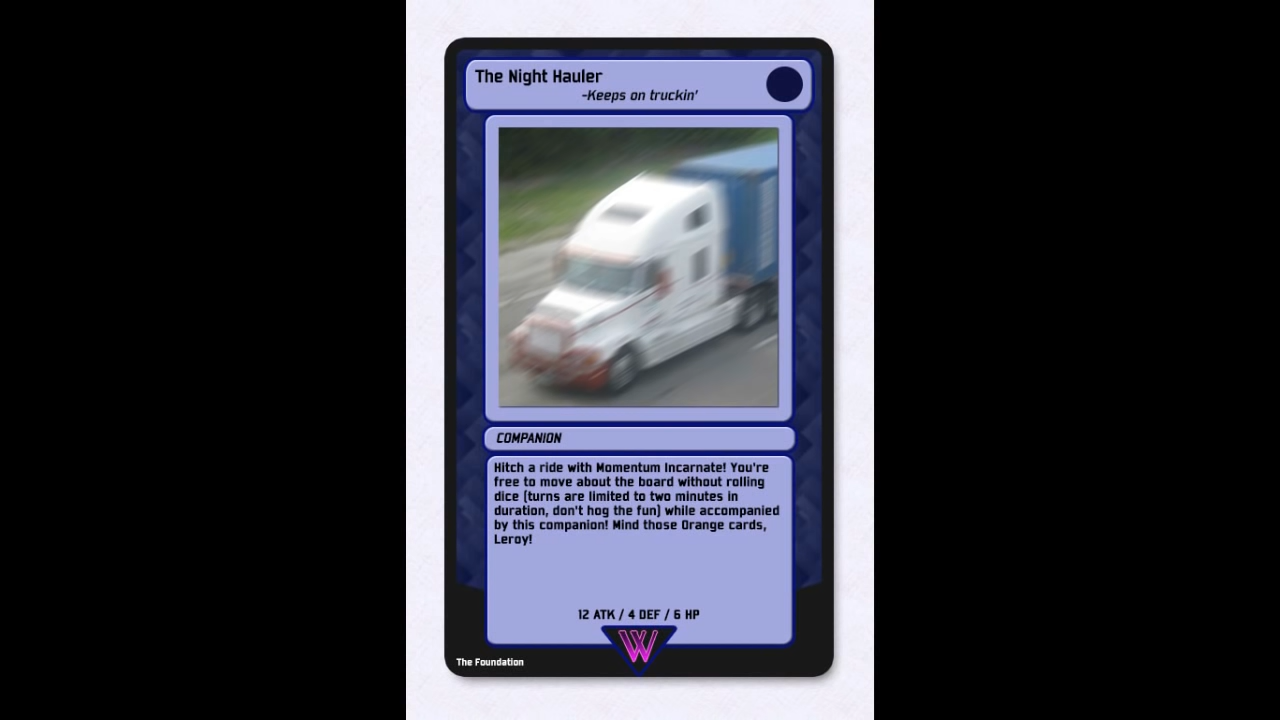 The Night Hauler
-Keeps on truckin'
COMPANION
Hitch a ride with Momentum Incarnate! You're
free to move about the board without rolling
dice (turns are limited to two minutes in
duration, don't hog the fun) while accompanied
by this companion! Mind those Orange cards,
Leroy!
12 ATK / 4 DEF / 6 HP
W
The Foundation